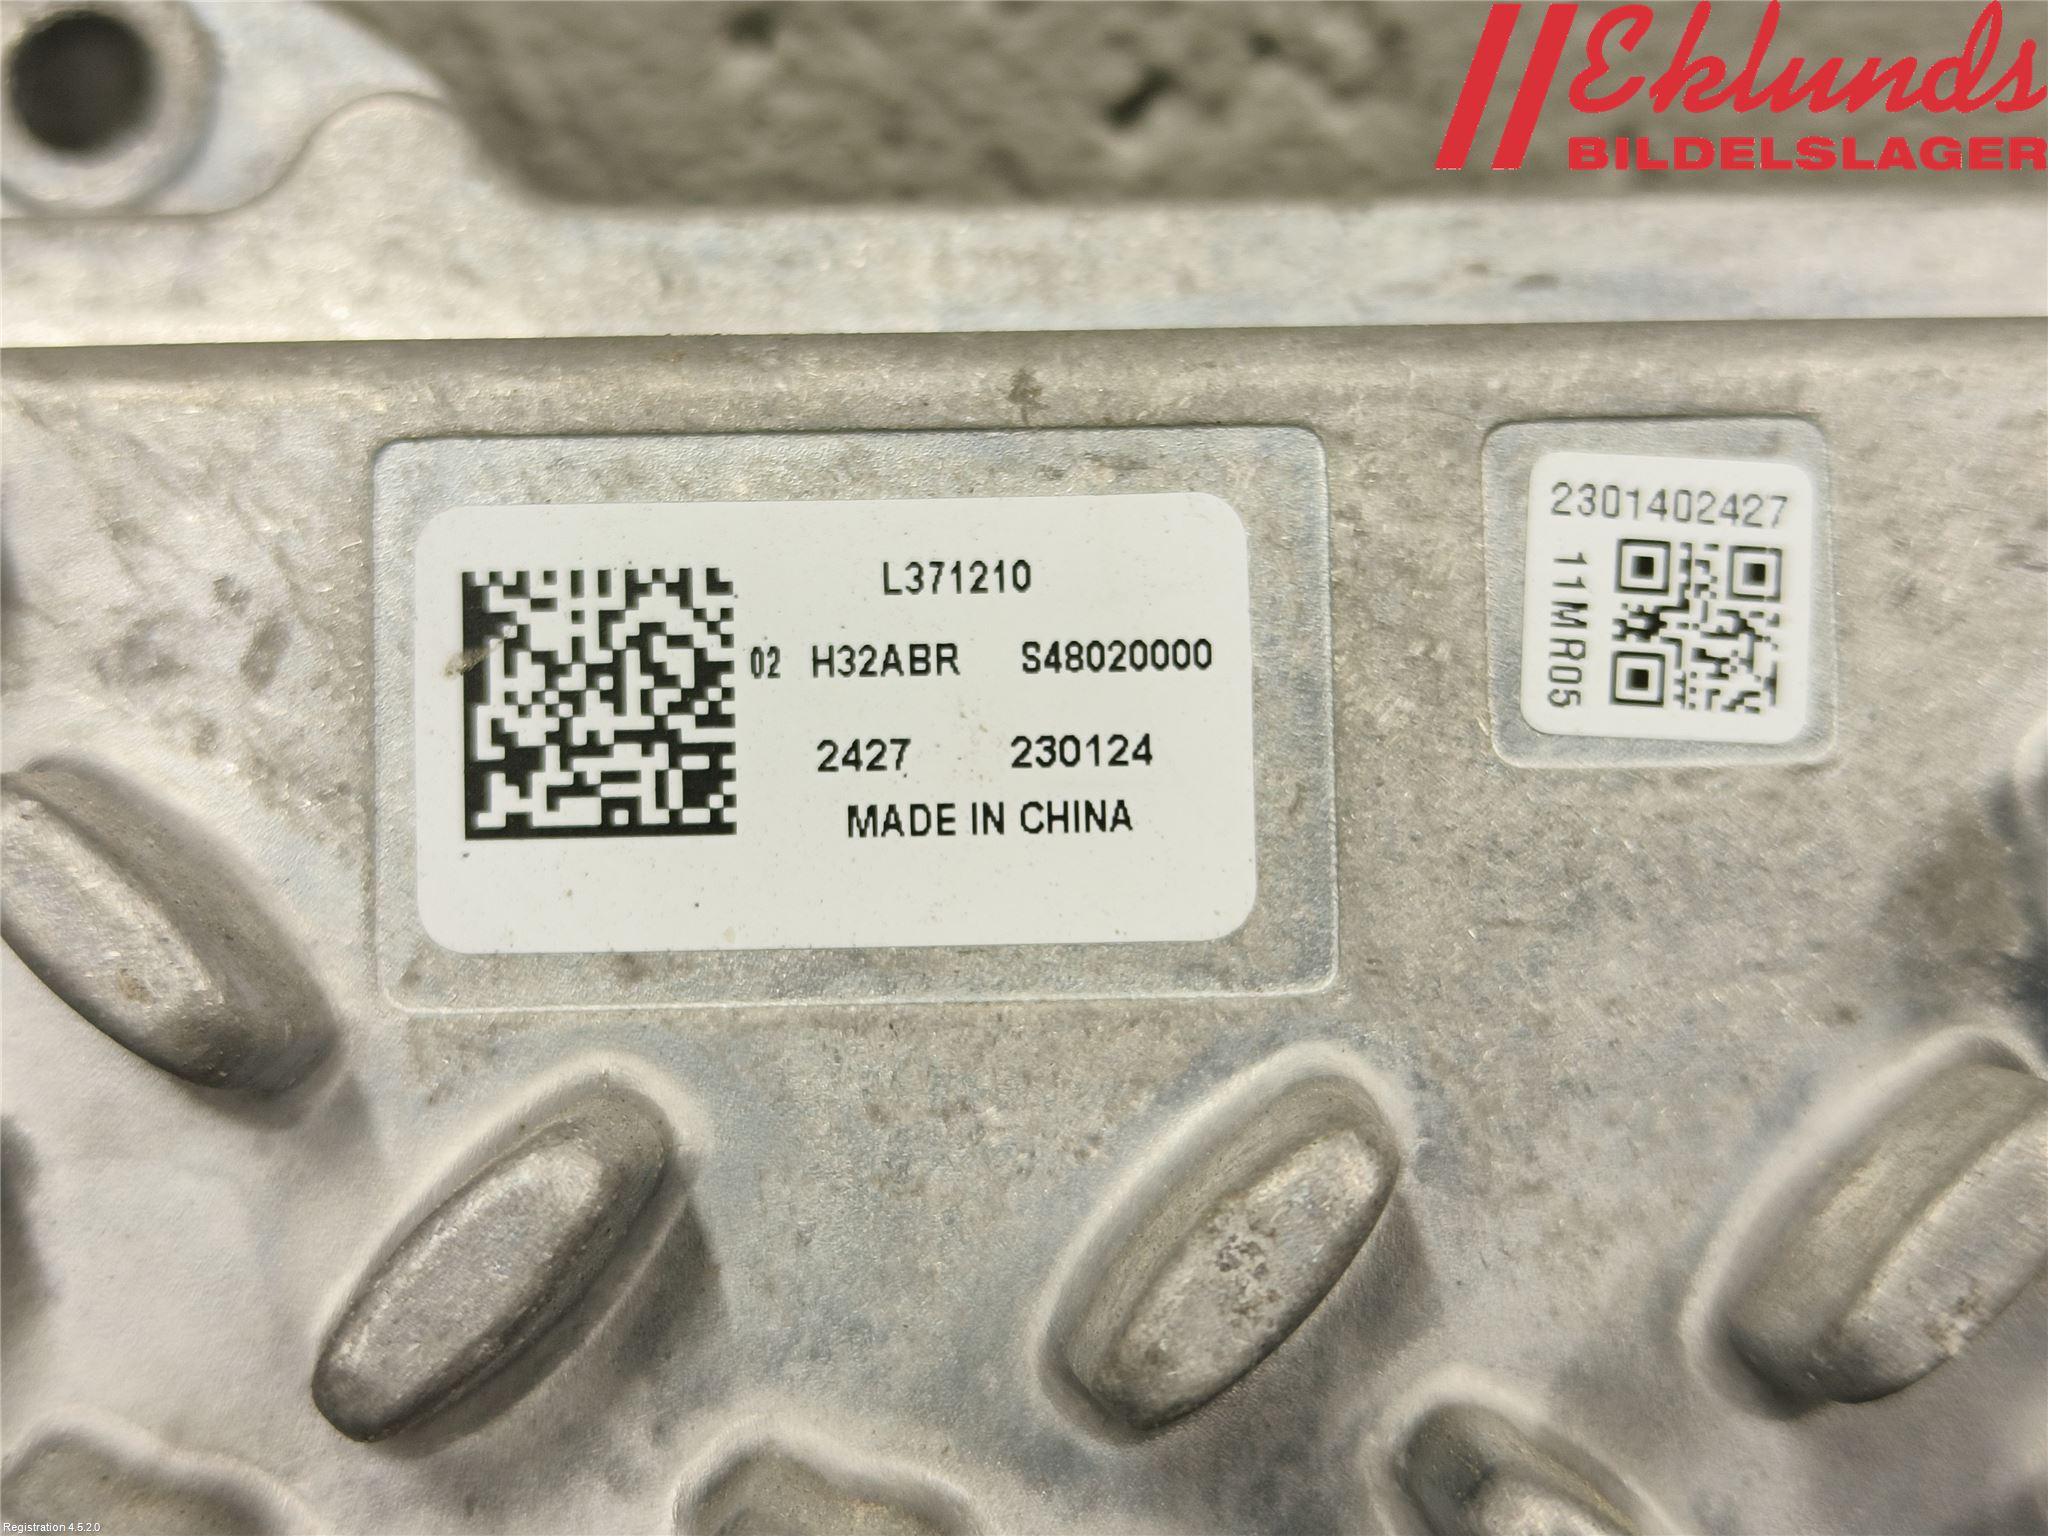 Eklunds
BILDELSLAGER
2301402427
11MR05
L371210
02 H32ABR S48020000
2427 230124
MADE IN CHINA
Registration 4.5.2.0